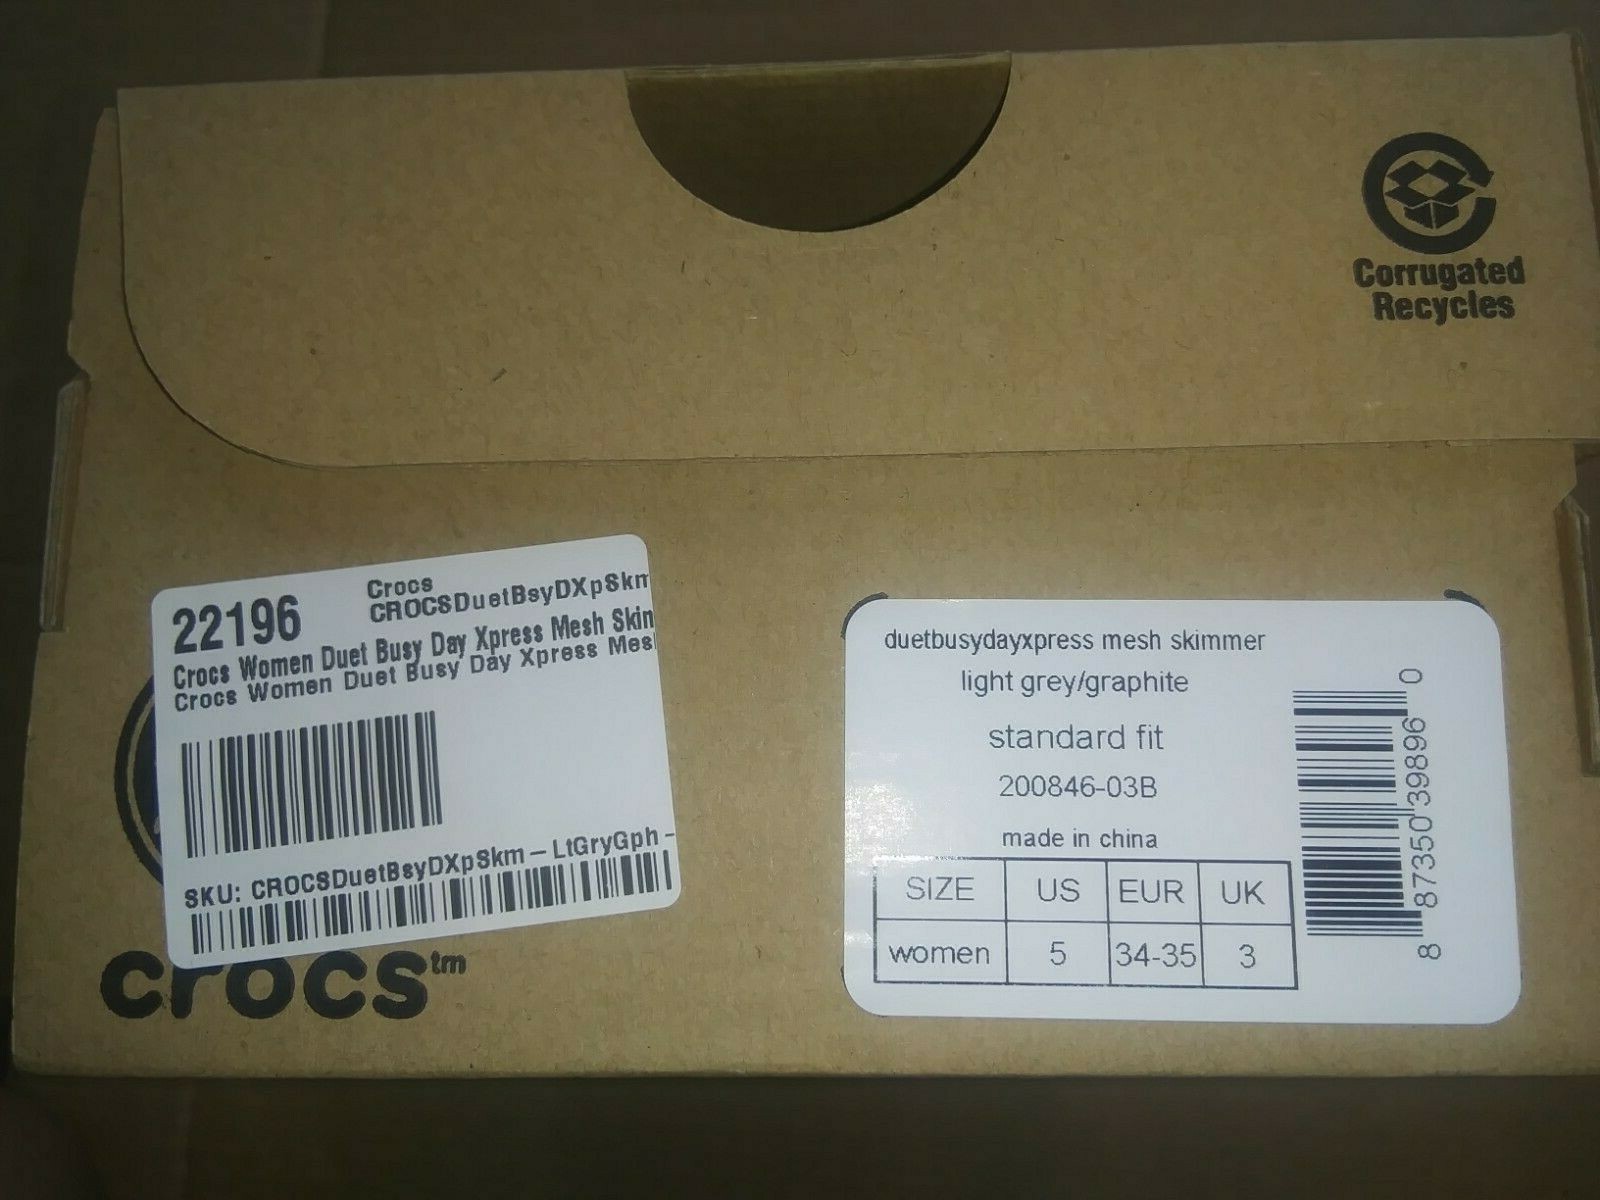 Corrugated
Recycles
22196
Crocs
CROCSDuetBsyDXpSkm
Crocs Women Duet Busy Day Xpress Mesh Skim
Crocs Women Duet Busy Day Xpress Mesh
SKU: CROCSDuetBsyDXpSkm - LtGryGph -
crocs™
duetbusydayxpress mesh skimmer
light grey/graphite
standard fit
200846-03B
made in china
SIZE US EUR UK
women 5 34-35 3
8 87350 39896 0